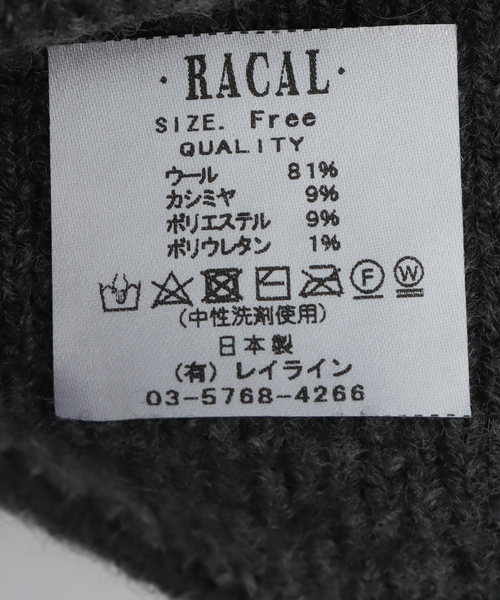 ・RACAL・
SIZE. Free
QUALITY
ウール 81%
カシミヤ 9%
ポリエステル 9%
ポリウレタン 1%
F W
(中性洗剤使用)
日本製
(有)レイライン
03-5768-4266